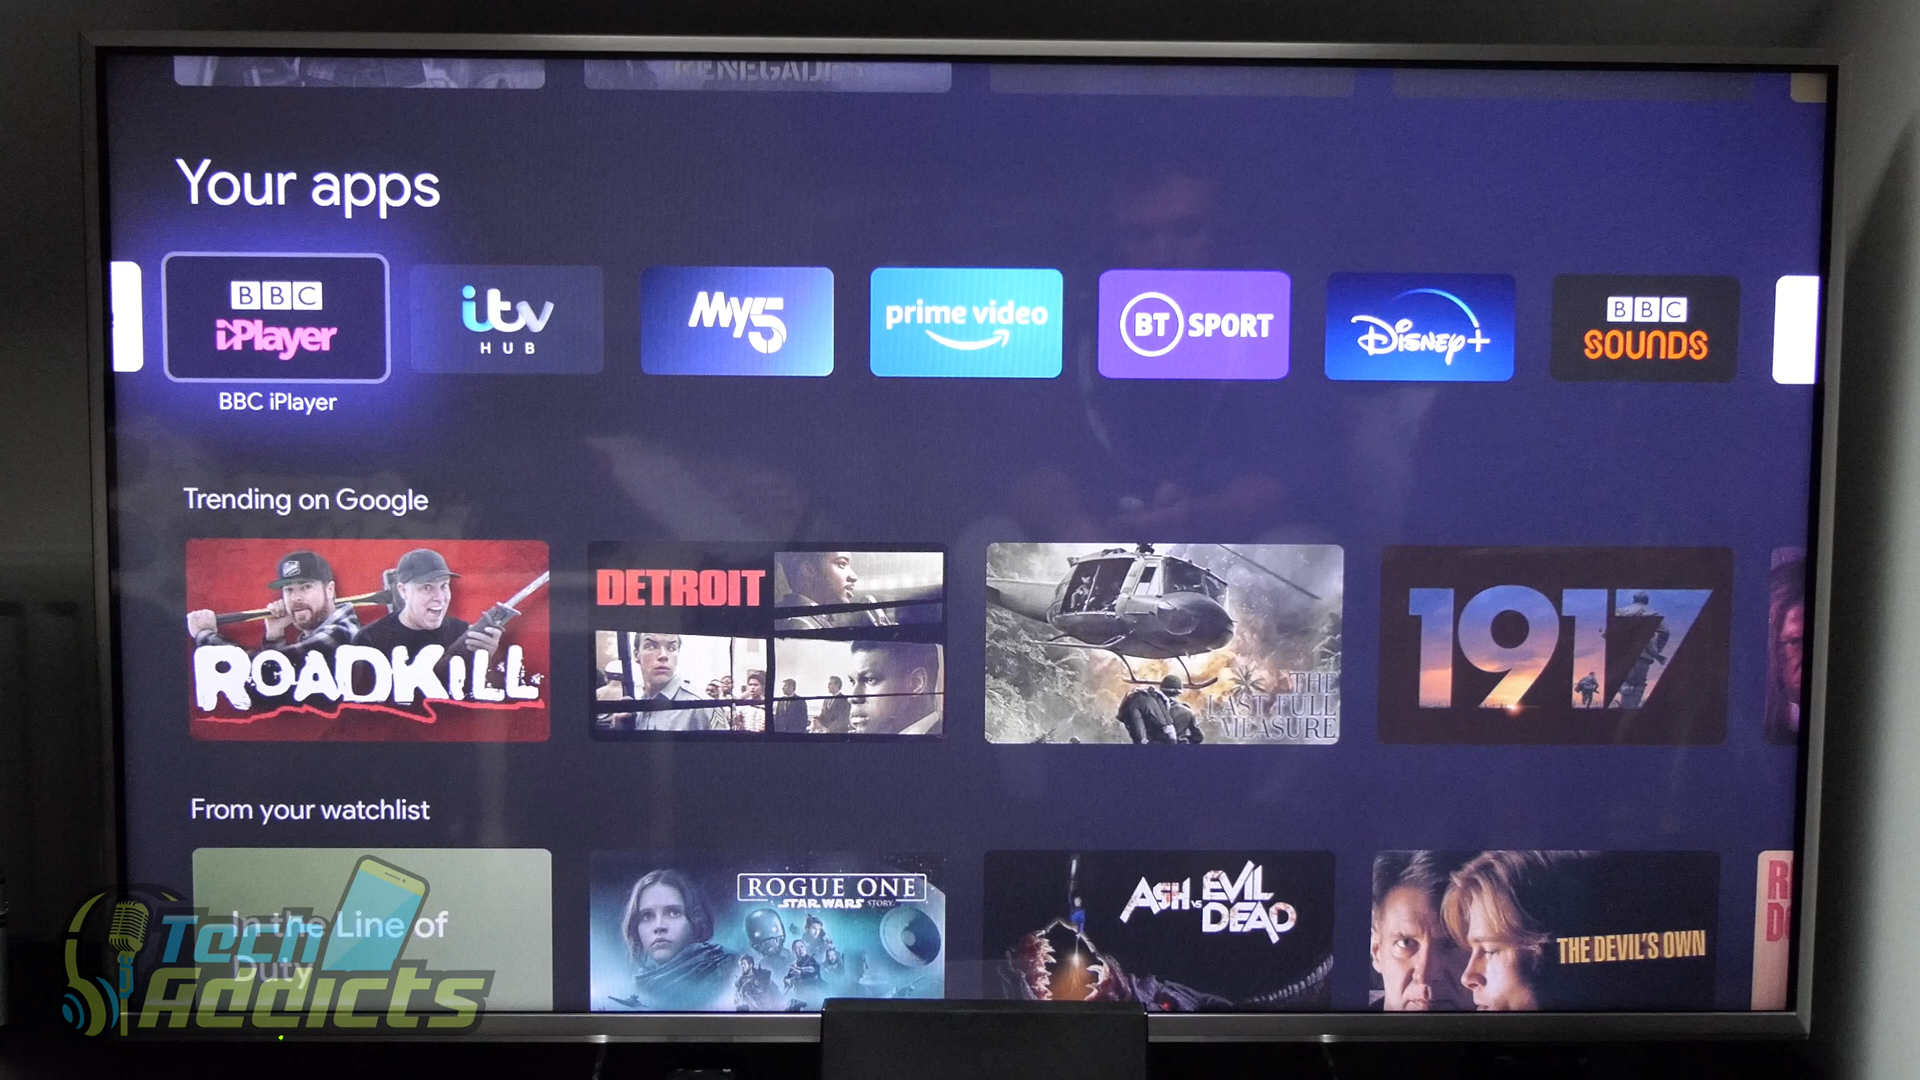 RENEGADES
Your apps
BBC
iPlayer
itv
HUB
My5
prime video
BT SPORT
Disney+
BBC
SOUNDS
BBC iPlayer
Trending on Google
ROADKILL
DETROIT
THE
LAST FULL
MEASURE
1917
From your watchlist
In the Line of
Duty
ROGUE ONE
A STAR WARS STORY
ASH VS EVIL
DEAD
THE DEVIL'S OWN
Tech
Addicts